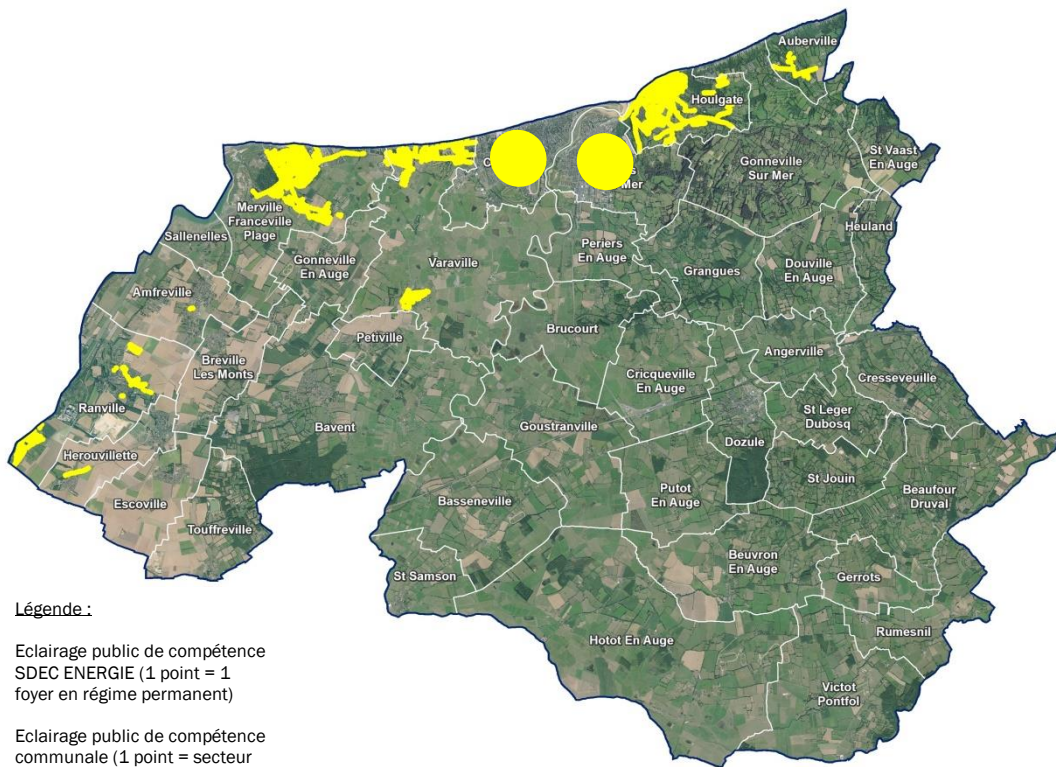 Auberville
Houlgate
St Vaast
En Auge
Gonneville
Sur Mer
C
s
Mer
Merville
Franceville
Plage
Sallenelles
Heuland
Gonneville
En Auge
Varaville
Periers
En Auge
Grangues
Douville
En Auge
Amfreville
Brucourt
Petiville
Angerville
Breville
Les Monts
Cricqueville
En Auge
Cresseveuille
Ranville
Bavent
Goustranville
St Leger
Dubosq
Dozule
Herouvillette
St Jouin
Putot
En Auge
Beaufour
Druval
Escoville
Basseneville
Touffreville
Beuvron
En Auge
St Samson
Gerrots
Rumesnil
Hotot En Auge
Victot
Pontfol
Légende :
Eclairage public de compétence
SDEC ENERGIE (1 point = 1
foyer en régime permanent)
Eclairage public de compétence
communale (1 point = secteur